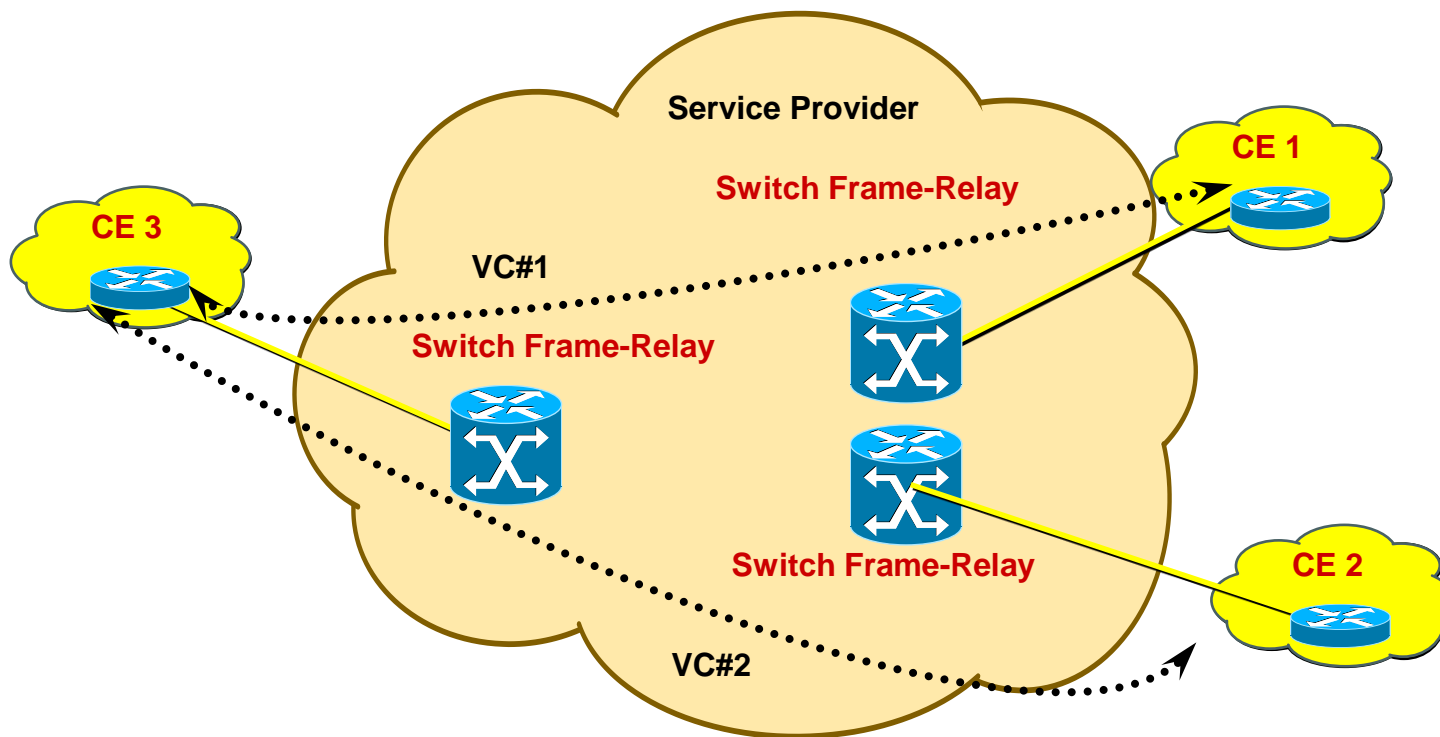 Service Provider
CE 1
Switch Frame-Relay
CE 3
VC#1
Switch Frame-Relay
Switch Frame-Relay
CE 2
VC#2